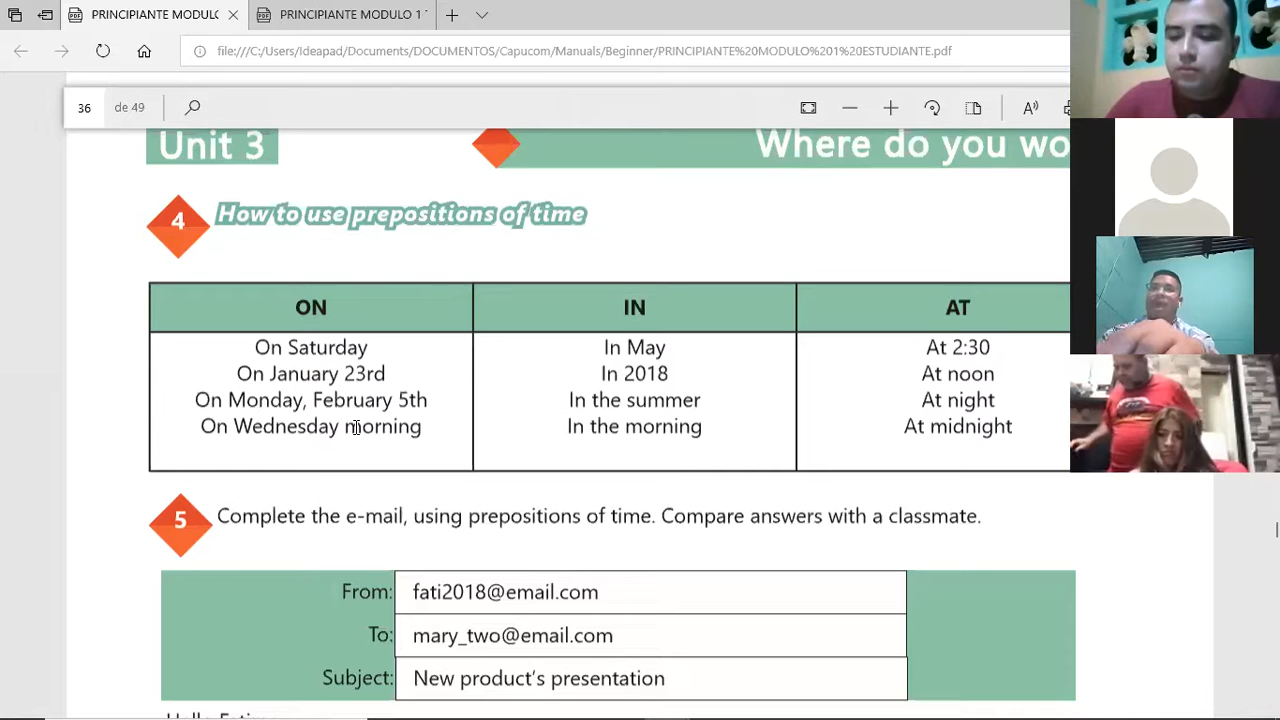 PRINCIPIANTE MODULO
PRINCIPIANTE MODULO 1
file:///C:/Users/Ideapad/Documents/DOCUMENTOS/Capucom/Manuals/Beginner/PRINCIPIANTE%20MODULO%201%20ESTUDIANTE.pdf
36 de 49
Unit 3
Where do you wo
4
How to use prepositions of time
ON IN AT
On Saturday In May At 2:30
On January 23rd In 2018 At noon
On Monday, February 5th In the summer At night
On Wednesday morning In the morning At midnight
5
Complete the e-mail, using prepositions of time. Compare answers with a classmate.
From: fati2018@email.com
To: mary_two@email.com
Subject: New product's presentation